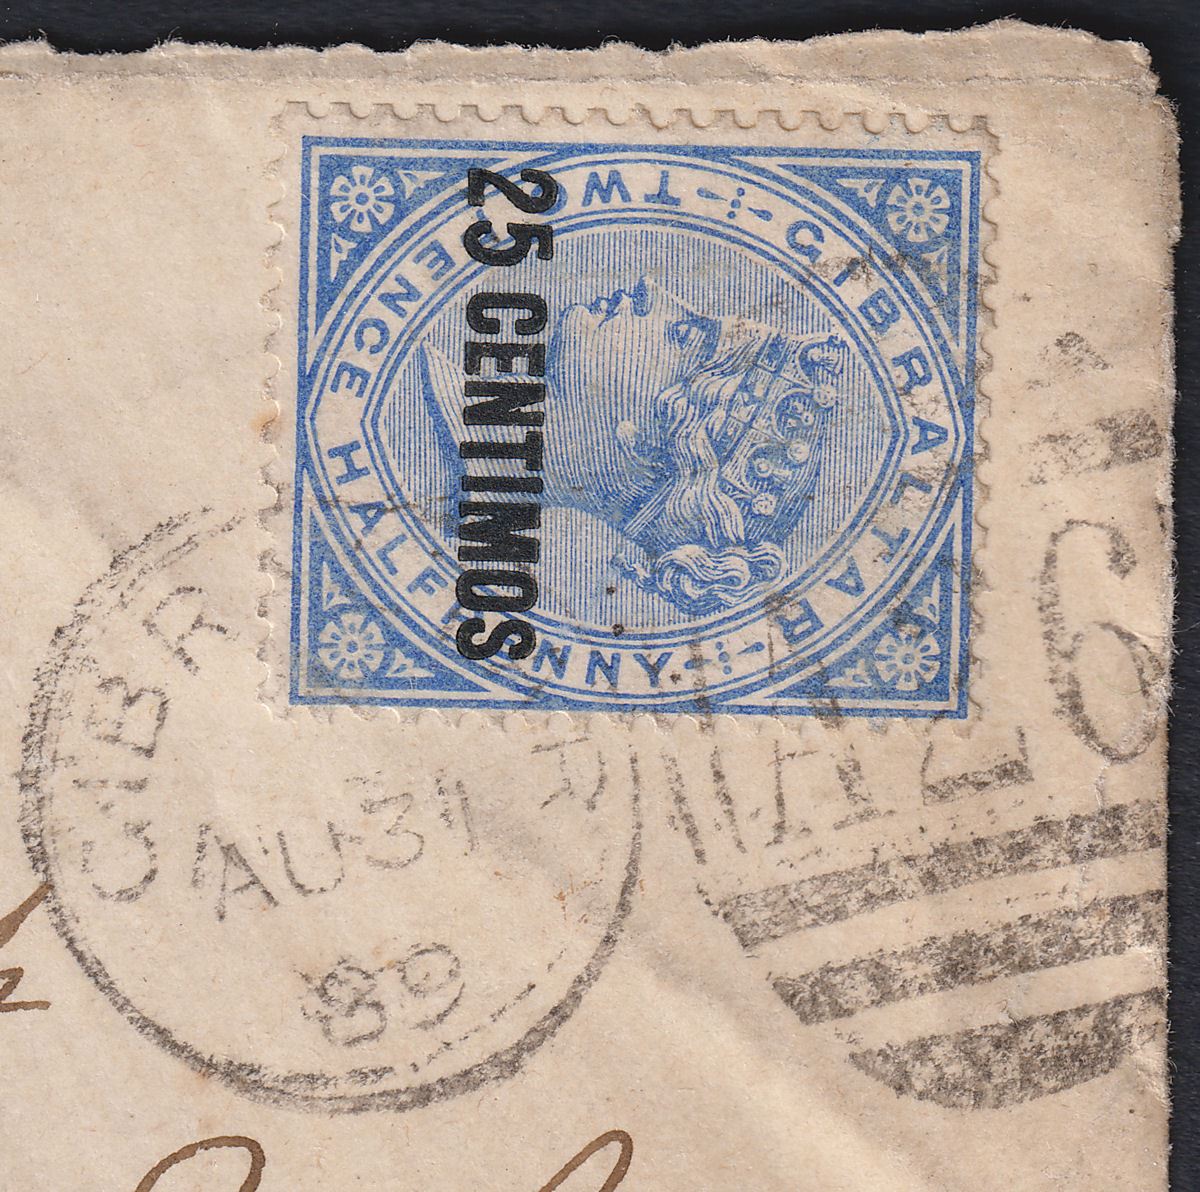 GIBRALTAR
TWO PENCE HALFPENNY
25 CENTIMOS
GIBR
AU 31
89